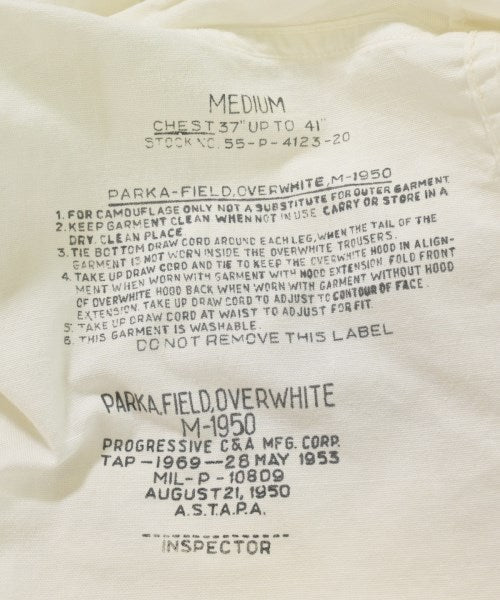 MEDIUM
CHEST 37" UP TO 41"
STOCK NO. 55-P-4123-20
PARKA-FIELD, OVERWHITE, M-1950
1. FOR CAMOUFLAGE ONLY NOT A SUBSTITUTE FOR OUTER GARMENT
2. KEEP GARMENT CLEAN WHEN NOT IN USE CARRY OR STORE IN A
DRY, CLEAN PLACE
3. TIE BOTTOM DRAW CORD AROUND EACH LEG, WHEN THE TAIL OF THE
GARMENT IS NOT WORN INSIDE THE OVERWHITE TROUSERS.
4. TAKE UP DRAW CORD AND TIE TO KEEP THE OVERWHITE HOOD IN ALIGN-
MENT WHEN WORN WITH GARMENT WITH HOOD EXTENSION. FOLD FRONT
OF OVERWHITE HOOD BACK WHEN WORN WITH GARMENT WITHOUT HOOD
EXTENSION. TAKE UP DRAW CORD TO ADJUST TO CONTOUR OF FACE.
5. TAKE UP DRAW CORD AT WAIST TO ADJUST FOR FIT.
6. THIS GARMENT IS WASHABLE.
DO NOT REMOVE THIS LABEL
PARKA, FIELD, OVERWHITE
M-1950
PROGRESSIVE C&A MFG. CORP.
TAP-1969-28 MAY 1953
MIL-P-10809
AUGUST 21, 1950
A.S.T.A.P.A.
INSPECTOR